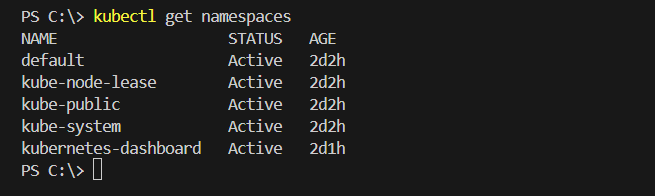 PS C:\> kubectl get namespaces
NAME                   STATUS   AGE
default                Active   2d2h
kube-node-lease        Active   2d2h
kube-public            Active   2d2h
kube-system            Active   2d2h
kubernetes-dashboard   Active   2d1h
PS C:\>